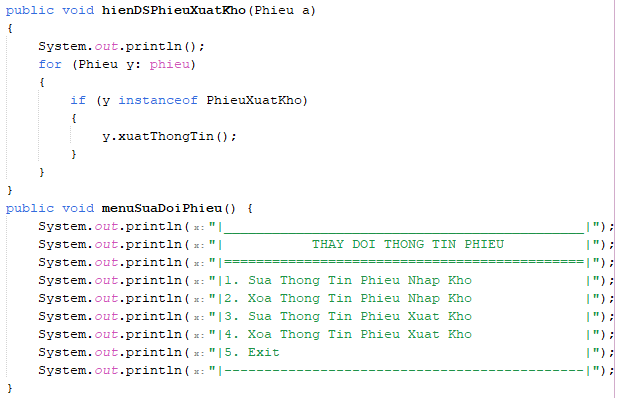 public void hienDSPhieuXuatKho(Phieu a)
{
    System.out.println();
    for (Phieu y: phieu)
    {
        if (y instanceof PhieuXuatKho)
        {
            y.xuatThongTin();
        }
    }
}
public void menuSuaDoiPhieu() {
    System.out.println(x:"|_____________________________________________|");
    System.out.println(x:"|           THAY DOI THONG TIN PHIEU          |");
    System.out.println(x:"|=============================================|");
    System.out.println(x:"|1. Sua Thong Tin Phieu Nhap Kho              |");
    System.out.println(x:"|2. Xoa Thong Tin Phieu Nhap Kho              |");
    System.out.println(x:"|3. Sua Thong Tin Phieu Xuat Kho              |");
    System.out.println(x:"|4. Xoa Thong Tin Phieu Xuat Kho              |");
    System.out.println(x:"|5. Exit                                      |");
    System.out.println(x:"|---------------------------------------------|");
}